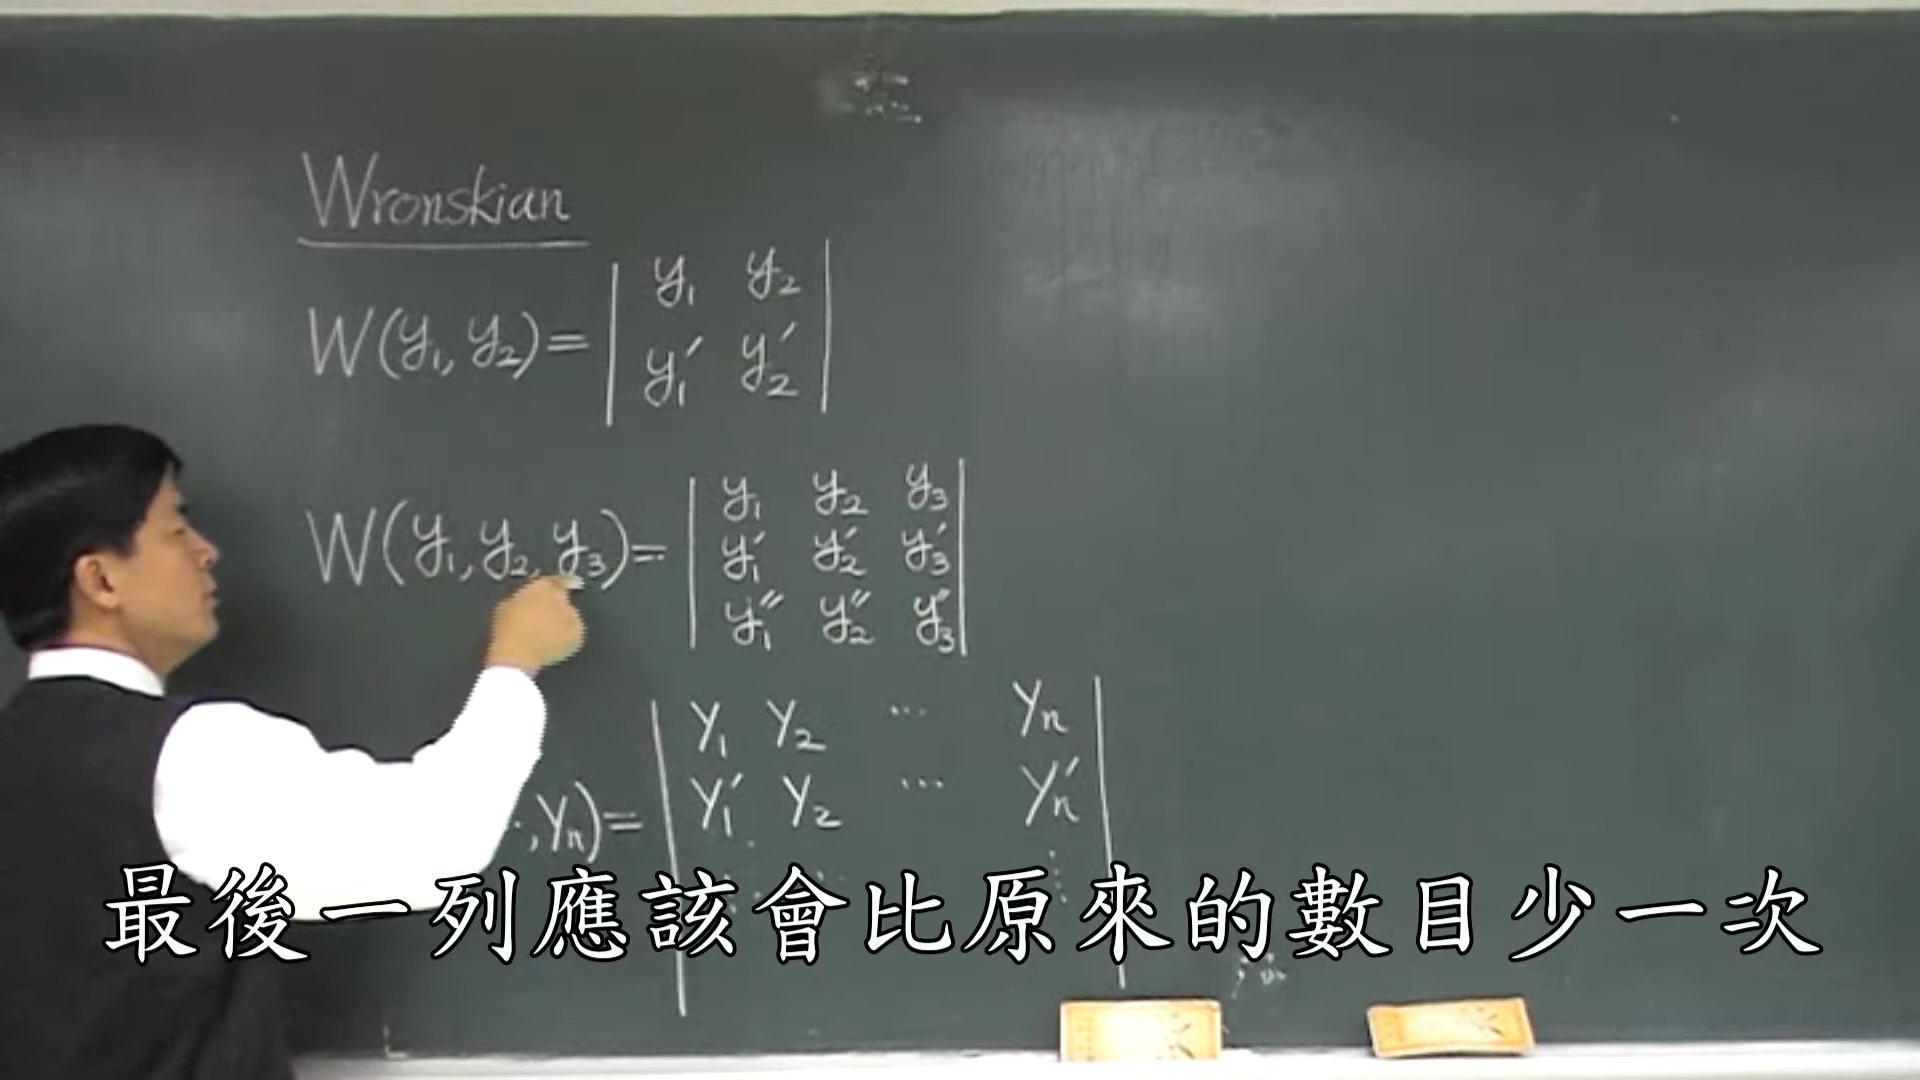 Wronskian
W(y₁, y₂) = | y₁ y₂ |
| y₁′ y₂′ |
W(y₁, y₂, y₃) = | y₁ y₂ y₃ |
| y₁′ y₂′ y₃′ |
| y₁″ y₂″ y₃″ |
| y₁ y₂ ⋯ yₙ |
⋅, yₙ) = | y₁′ y₂ ⋯ yₙ′ |
最後一列應該會比原來的數目少一次